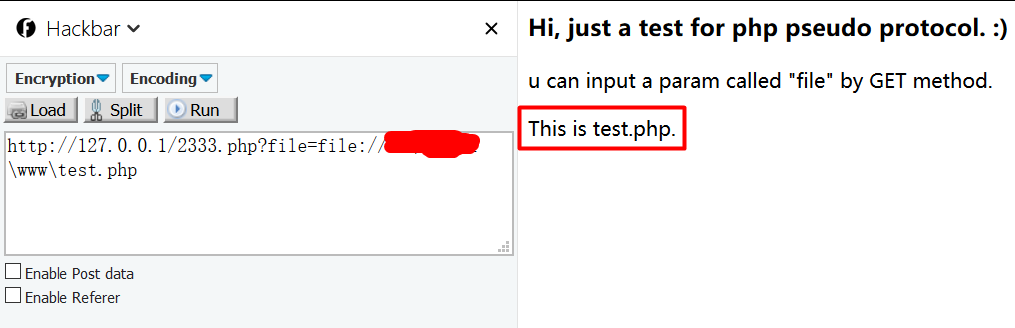 Hackbar
Encryption
Encoding
Load
Split
Run
http://127.0.0.1/2333.php?file=file://
\www\test.php
Enable Post data
Enable Referer
Hi, just a test for php pseudo protocol. :)
u can input a param called "file" by GET method.
This is test.php.